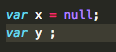 var x = null;
var y ;